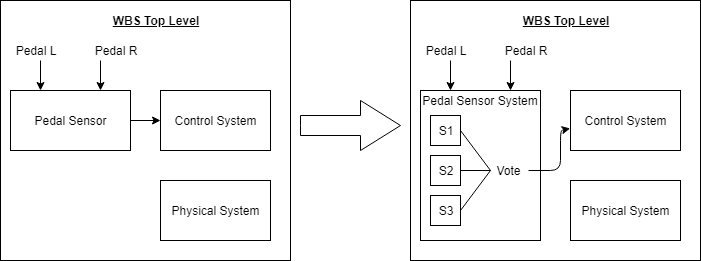 WBS Top Level
Pedal L
Pedal R
Pedal Sensor
Control System
Physical System
WBS Top Level
Pedal L
Pedal R
Pedal Sensor System
S1
S2
S3
Vote
Control System
Physical System